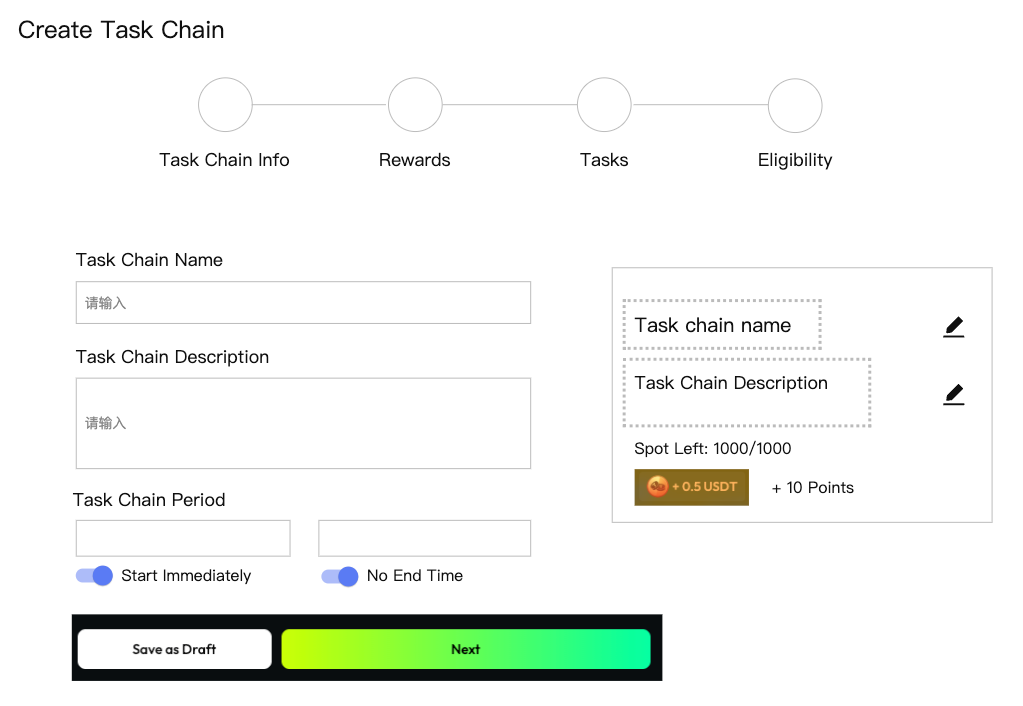 Create Task Chain
Task Chain Info
Rewards
Tasks
Eligibility
Task Chain Name
请输入
Task Chain Description
请输入
Task Chain Period
Start Immediately
No End Time
Save as Draft
Next
Task chain name
Task Chain Description
Spot Left: 1000/1000
+ 0.5 USDT
+ 10 Points